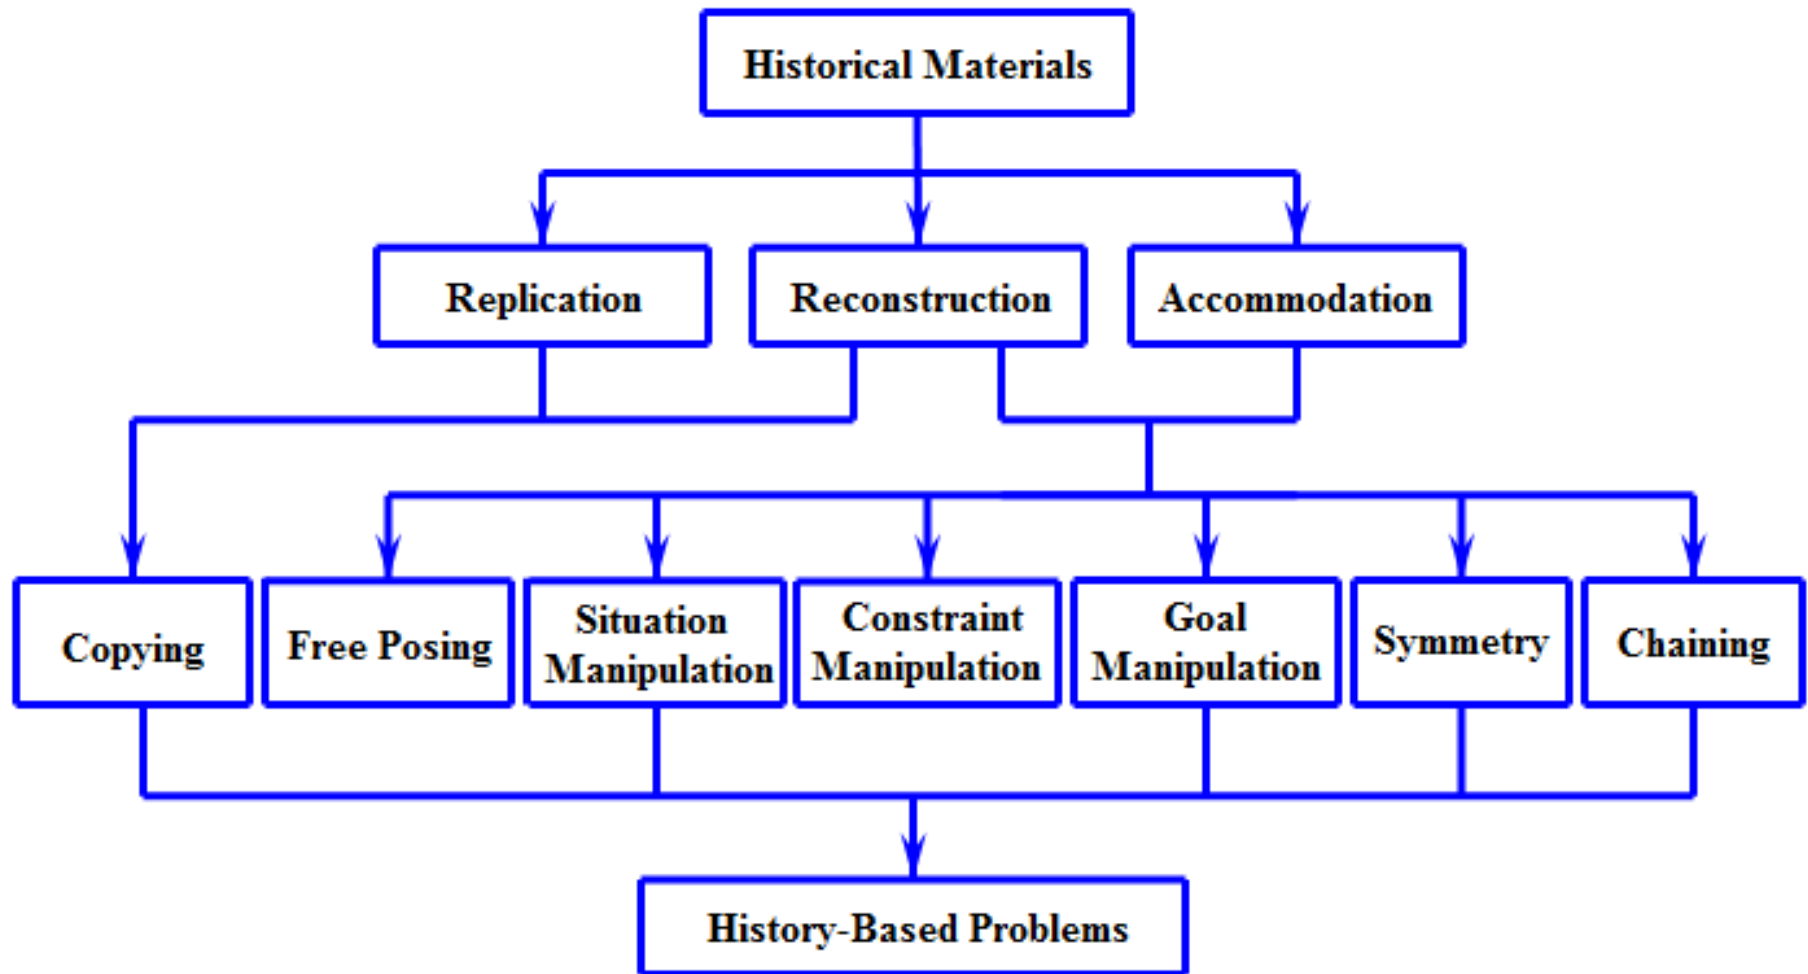 Historical Materials
Replication
Reconstruction
Accommodation
Copying
Free Posing
Situation
Manipulation
Constraint
Manipulation
Goal
Manipulation
Symmetry
Chaining
History-Based Problems